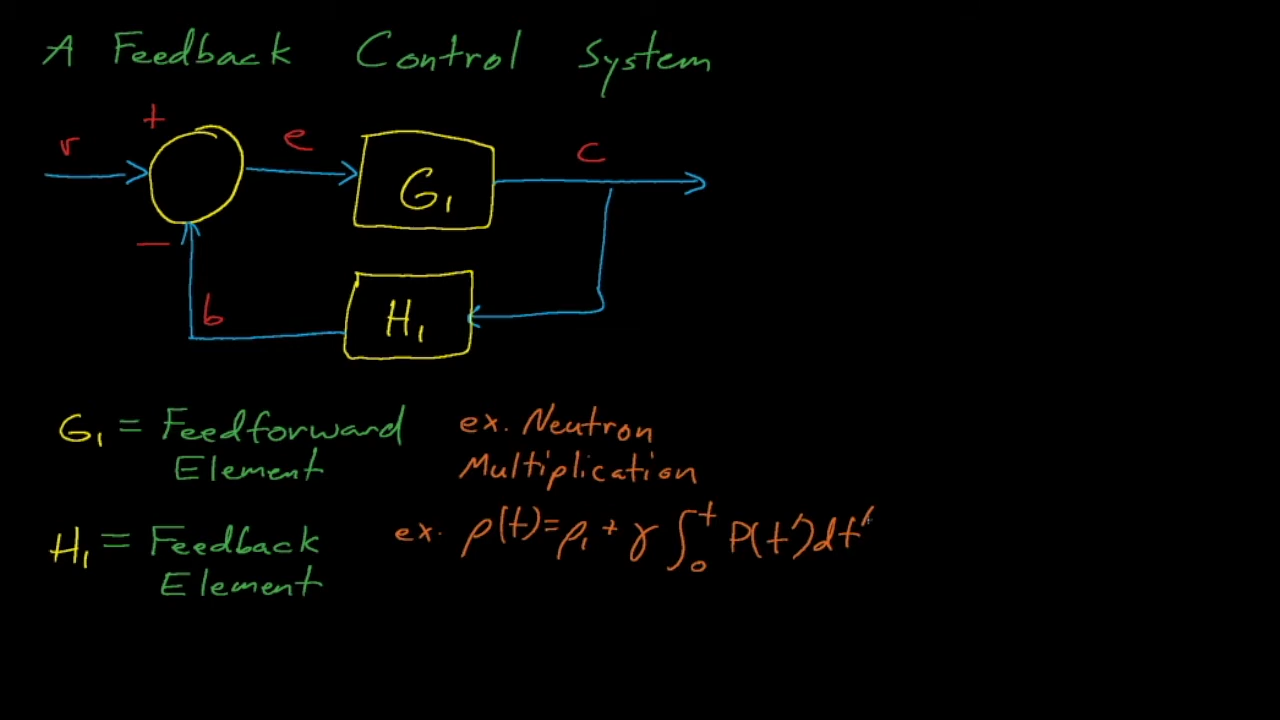 A Feedback Control System
+
r
e
c
G₁
−
b
H₁
G₁ = Feedforward ex. Neutron
Element Multiplication
H₁ = Feedback ex. ρ(t)=ρ₁ + γ ∫₀ᵗ P(t′)dt′
Element